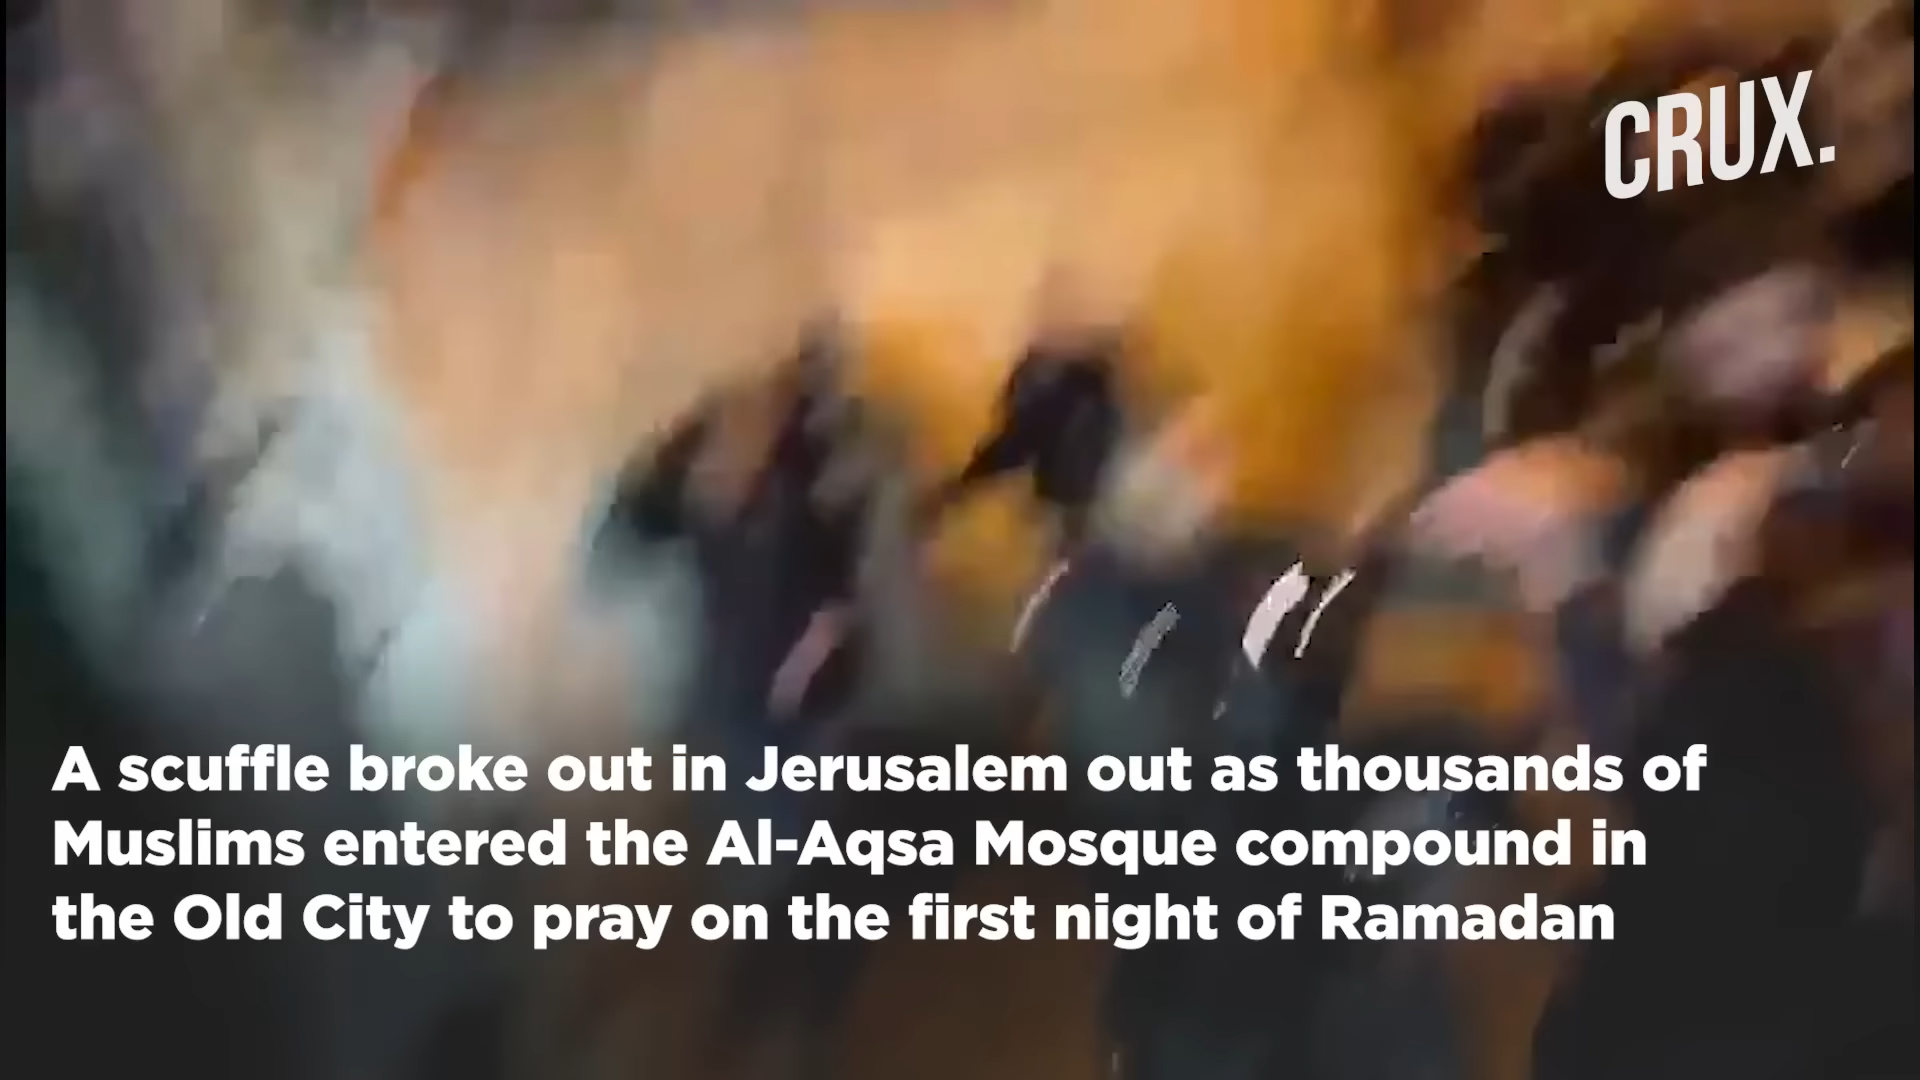 CRUX.
A scuffle broke out in Jerusalem out as thousands of
Muslims entered the Al-Aqsa Mosque compound in
the Old City to pray on the first night of Ramadan